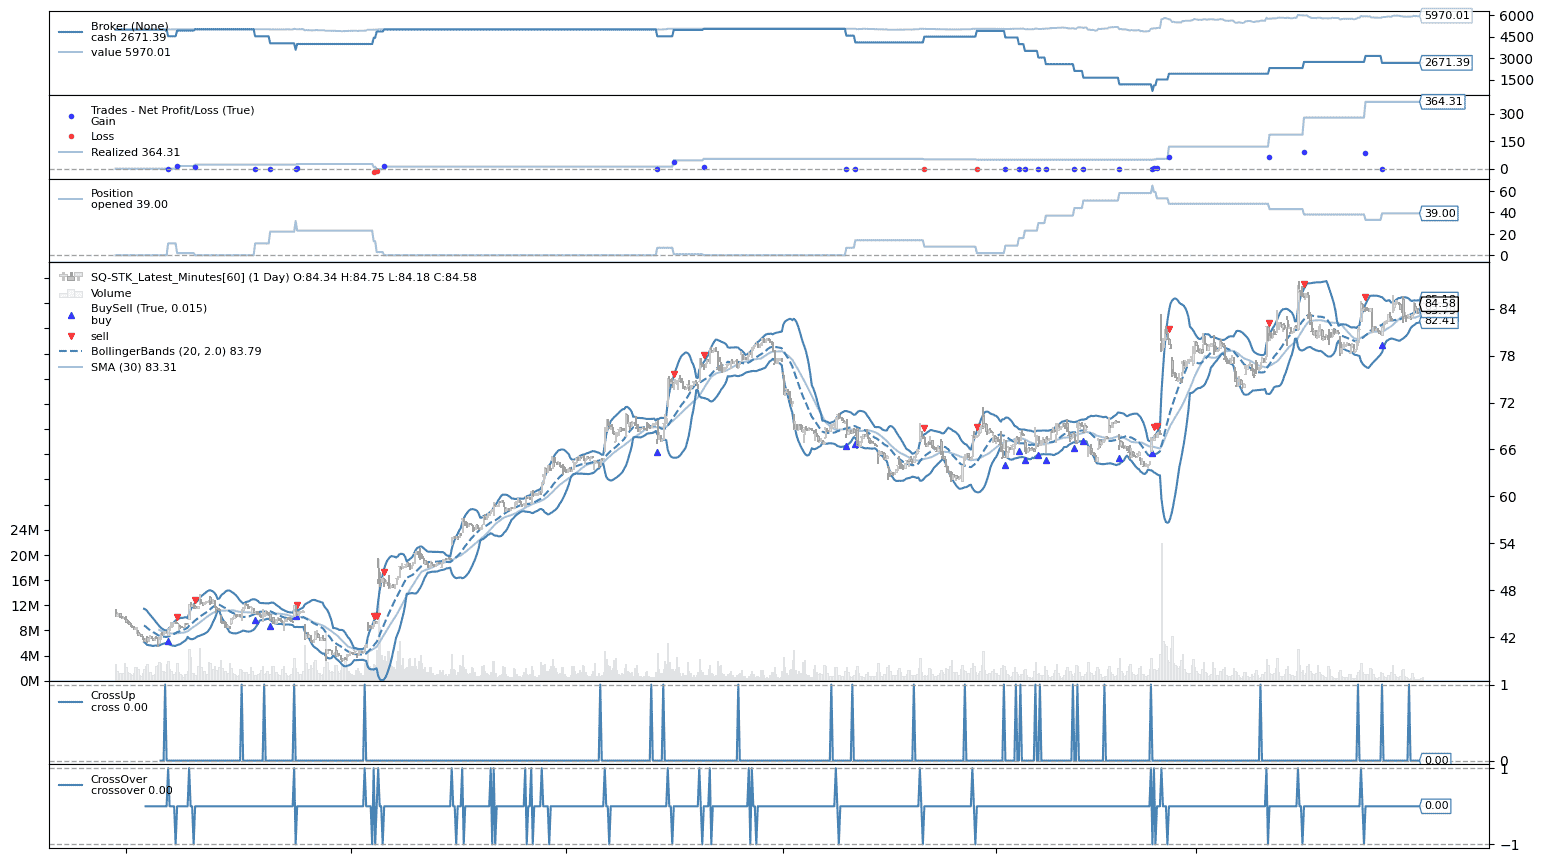 Broker (None)
cash 2671.39
value 5970.01
5970.01
2671.39
6000
4500
3000
1500
Trades - Net Profit/Loss (True)
Gain
Loss
Realized 364.31
364.31
300
150
0
Position
opened 39.00
39.00
60
40
20
0
SQ-STK_Latest_Minutes[60] (1 Day) O:84.34 H:84.75 L:84.18 C:84.58
Volume
BuySell (True, 0.015)
buy
sell
BollingerBands (20, 2.0) 83.79
SMA (30) 83.31
84.58
82.41
84
78
72
66
60
54
48
42
24M
20M
16M
12M
8M
4M
0M
CrossUp
cross 0.00
0.00
1
0
CrossOver
crossover 0.00
0.00
1
−1